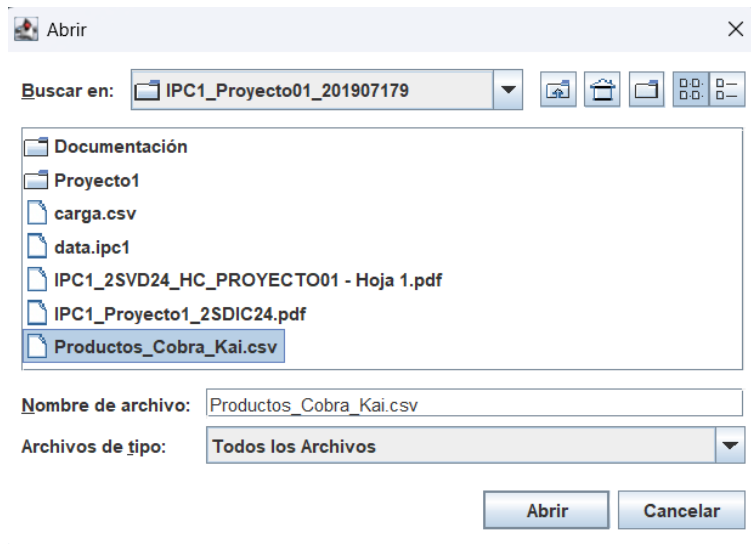 Abrir
Buscar en: IPC1_Proyecto01_201907179
Documentación
Proyecto1
carga.csv
data.ipc1
IPC1_2SVD24_HC_PROYECTO01 - Hoja 1.pdf
IPC1_Proyecto1_2SDIC24.pdf
Productos_Cobra_Kai.csv
Nombre de archivo: Productos_Cobra_Kai.csv
Archivos de tipo: Todos los Archivos
Abrir Cancelar